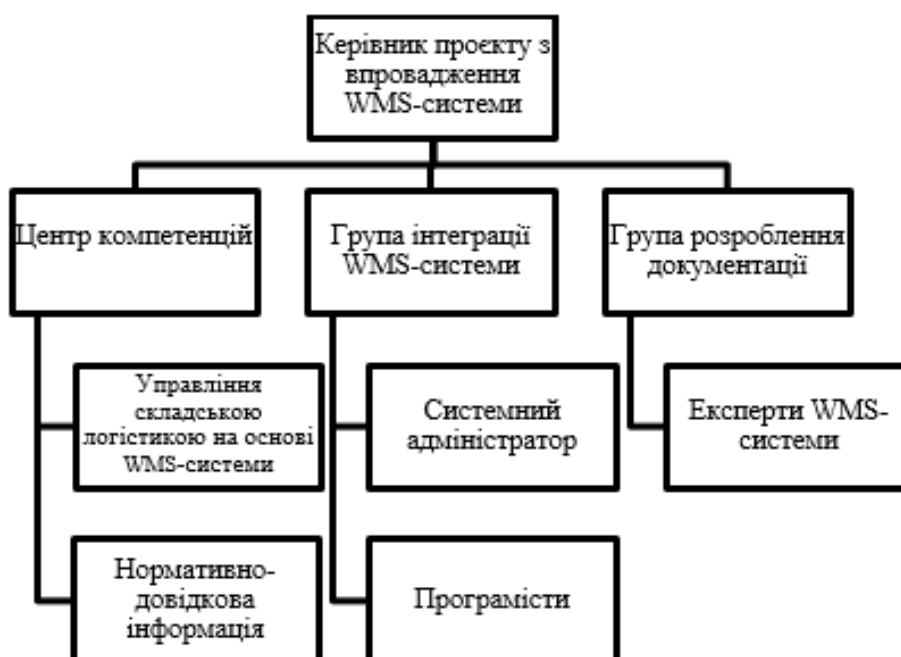 Керівник проєкту з
впровадження
WMS-системи
Центр компетенцій
Група інтеграції
WMS-системи
Група розроблення
документації
Управління
складською
логістикою на основі
WMS-системи
Системний
адміністратор
Експерти WMS-
системи
Нормативно-
довідкова
інформація
Програмісти